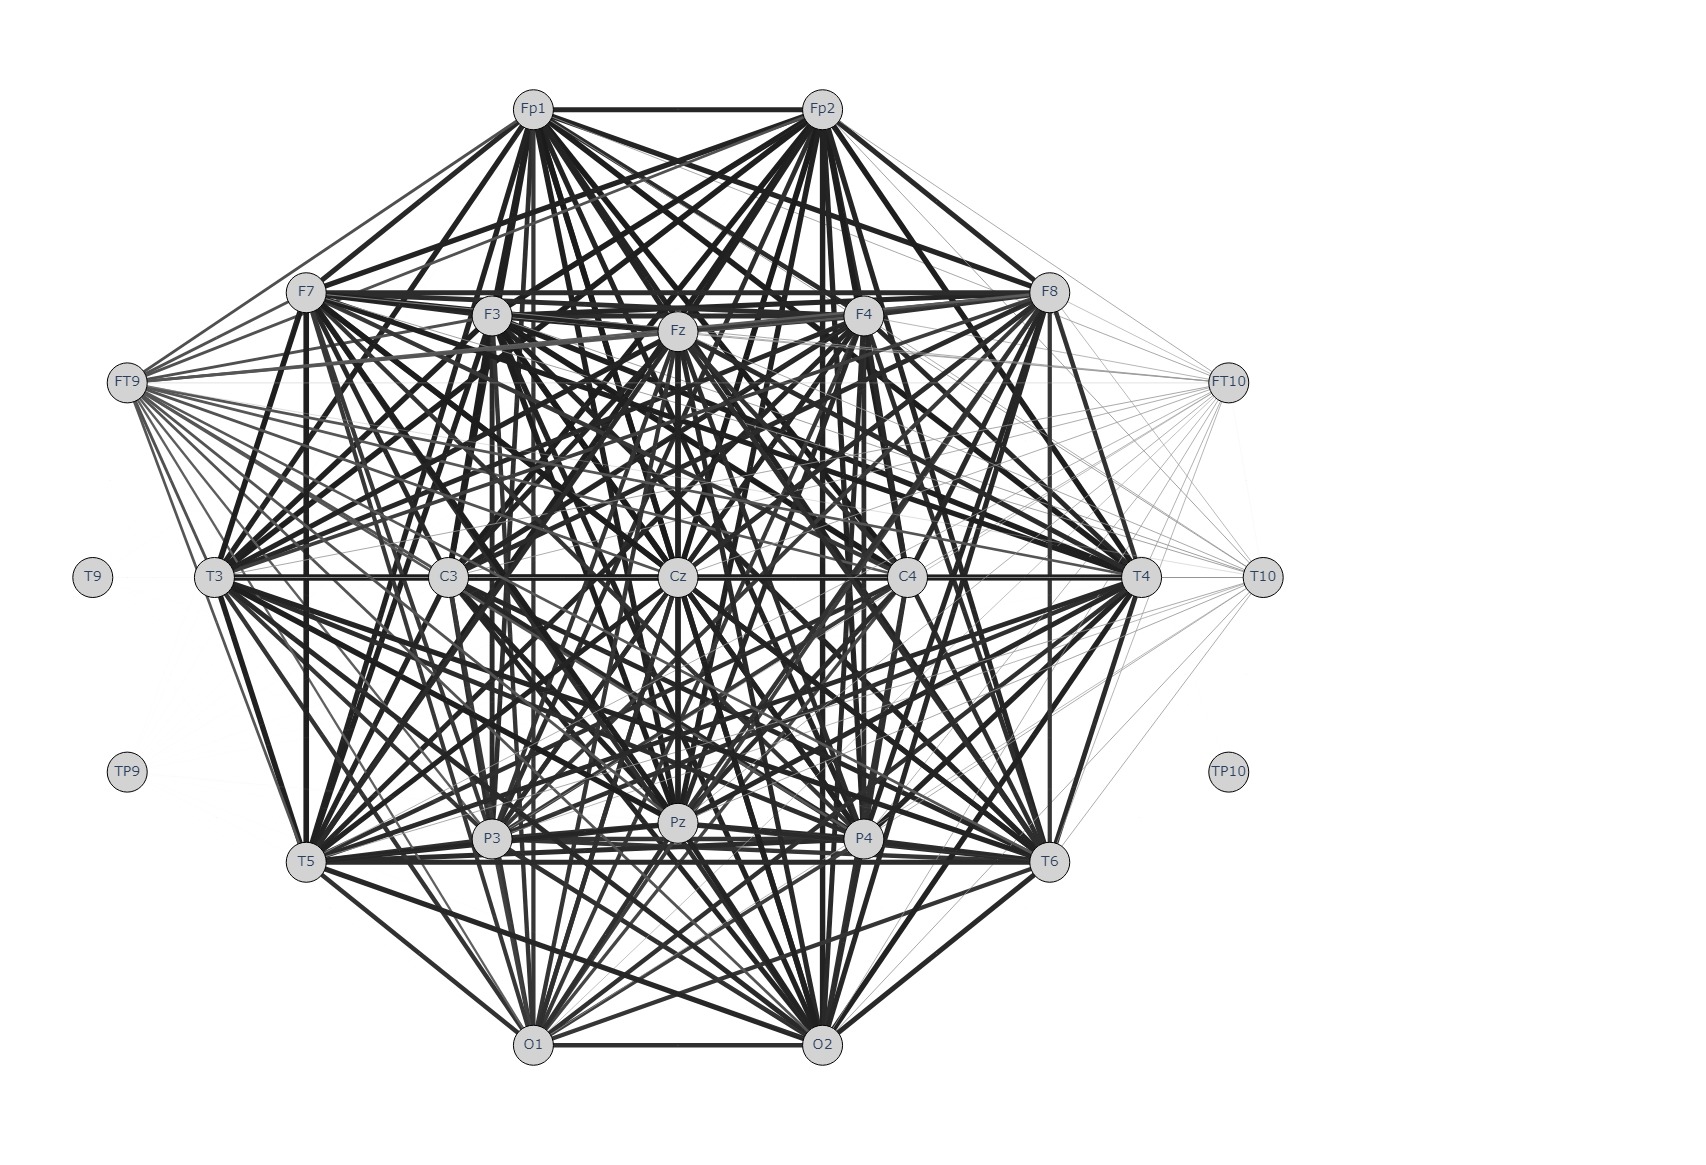 Fp1 Fp2
F7 F3 Fz F4 F8
FT9 FT10
T9 T3 C3 Cz C4 T4 T10
TP9 TP10
T5 P3 Pz P4 T6
O1 O2